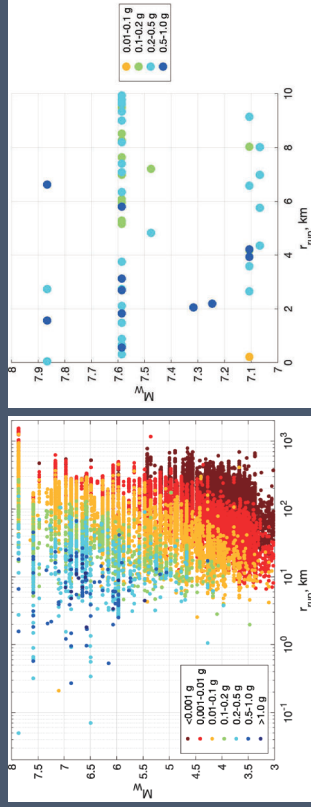 M_W
8
7.5
7
6.5
6
5.5
5
4.5
4
3.5
3
<0.001 g
0.001-0.01 g
0.01-0.1 g
0.1-0.2 g
0.2-0.5 g
0.5-1.0 g
>1.0 g
10^-1 10^0 10^1 10^2 10^3
r_rup, km
M_W
8
7.9
7.8
7.7
7.6
7.5
7.4
7.3
7.2
7.1
7
0 2 4 6 8 10
r_rup, km
0.01-0.1 g
0.1-0.2 g
0.2-0.5 g
0.5-1.0 g